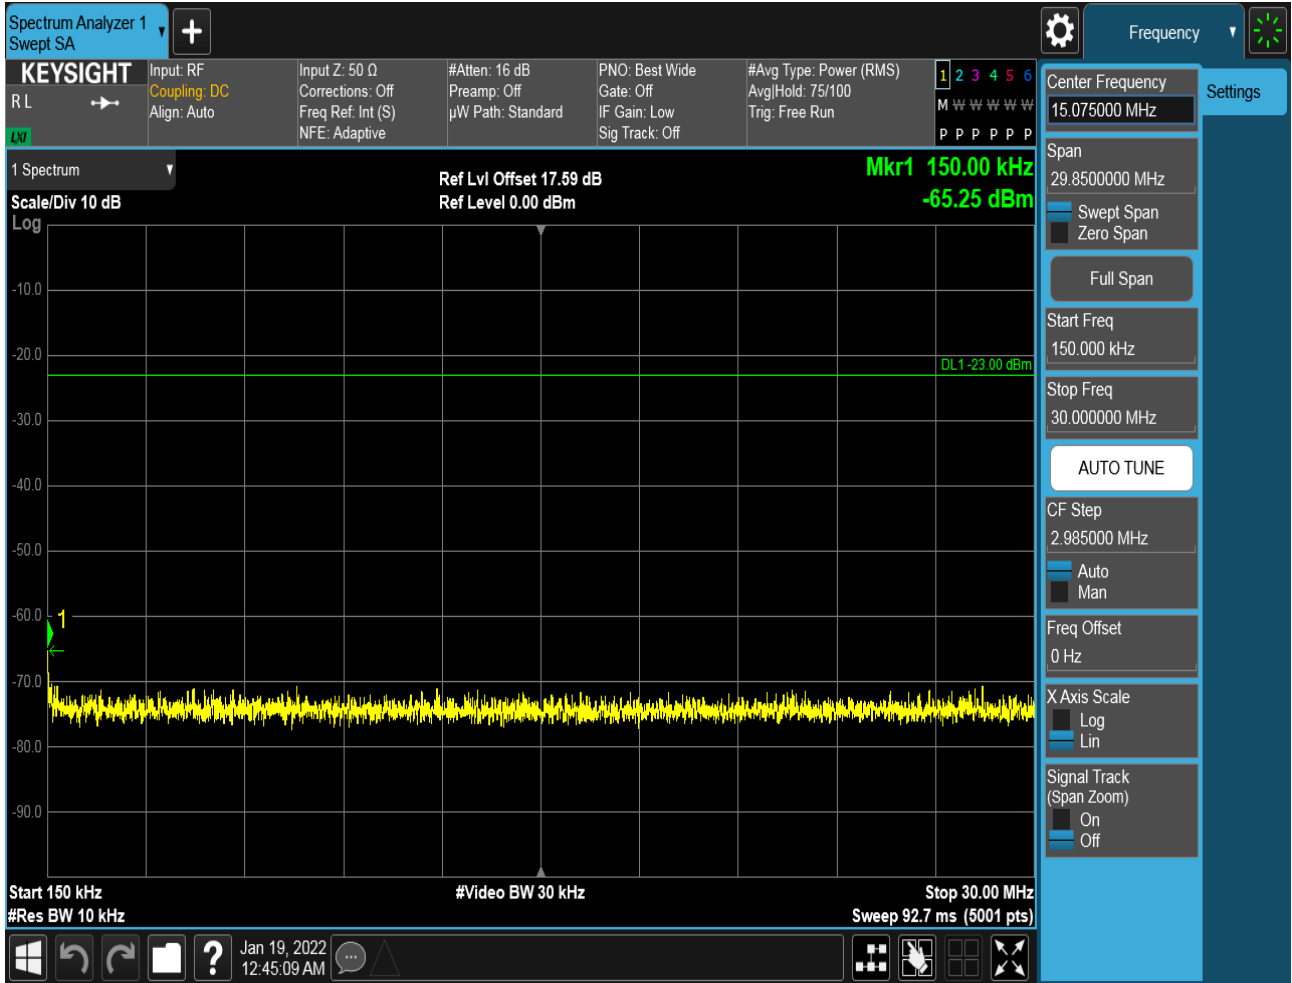 Spectrum Analyzer 1
Swept SA
Frequency
KEYSIGHT
R L
LXI
Input: RF
Coupling: DC
Align: Auto
Input Z: 50 Ω
Corrections: Off
Freq Ref: Int (S)
NFE: Adaptive
#Atten: 16 dB
Preamp: Off
µW Path: Standard
PNO: Best Wide
Gate: Off
IF Gain: Low
Sig Track: Off
#Avg Type: Power (RMS)
Avg|Hold: 75/100
Trig: Free Run
1 2 3 4 5 6
M W W W W W
P P P P P P
1 Spectrum
Scale/Div 10 dB
Log
Ref Lvl Offset 17.59 dB
Ref Level 0.00 dBm
Mkr1 150.00 kHz
-65.25 dBm
-10.0
-20.0
DL1 -23.00 dBm
-30.0
-40.0
-50.0
-60.0
1
-70.0
-80.0
-90.0
Start 150 kHz
#Res BW 10 kHz
#Video BW 30 kHz
Stop 30.00 MHz
Sweep 92.7 ms (5001 pts)
Center Frequency
15.075000 MHz
Settings
Span
29.8500000 MHz
Swept Span
Zero Span
Full Span
Start Freq
150.000 kHz
Stop Freq
30.000000 MHz
AUTO TUNE
CF Step
2.985000 MHz
Auto
Man
Freq Offset
0 Hz
X Axis Scale
Log
Lin
Signal Track
(Span Zoom)
On
Off
?
Jan 19, 2022
12:45:09 AM